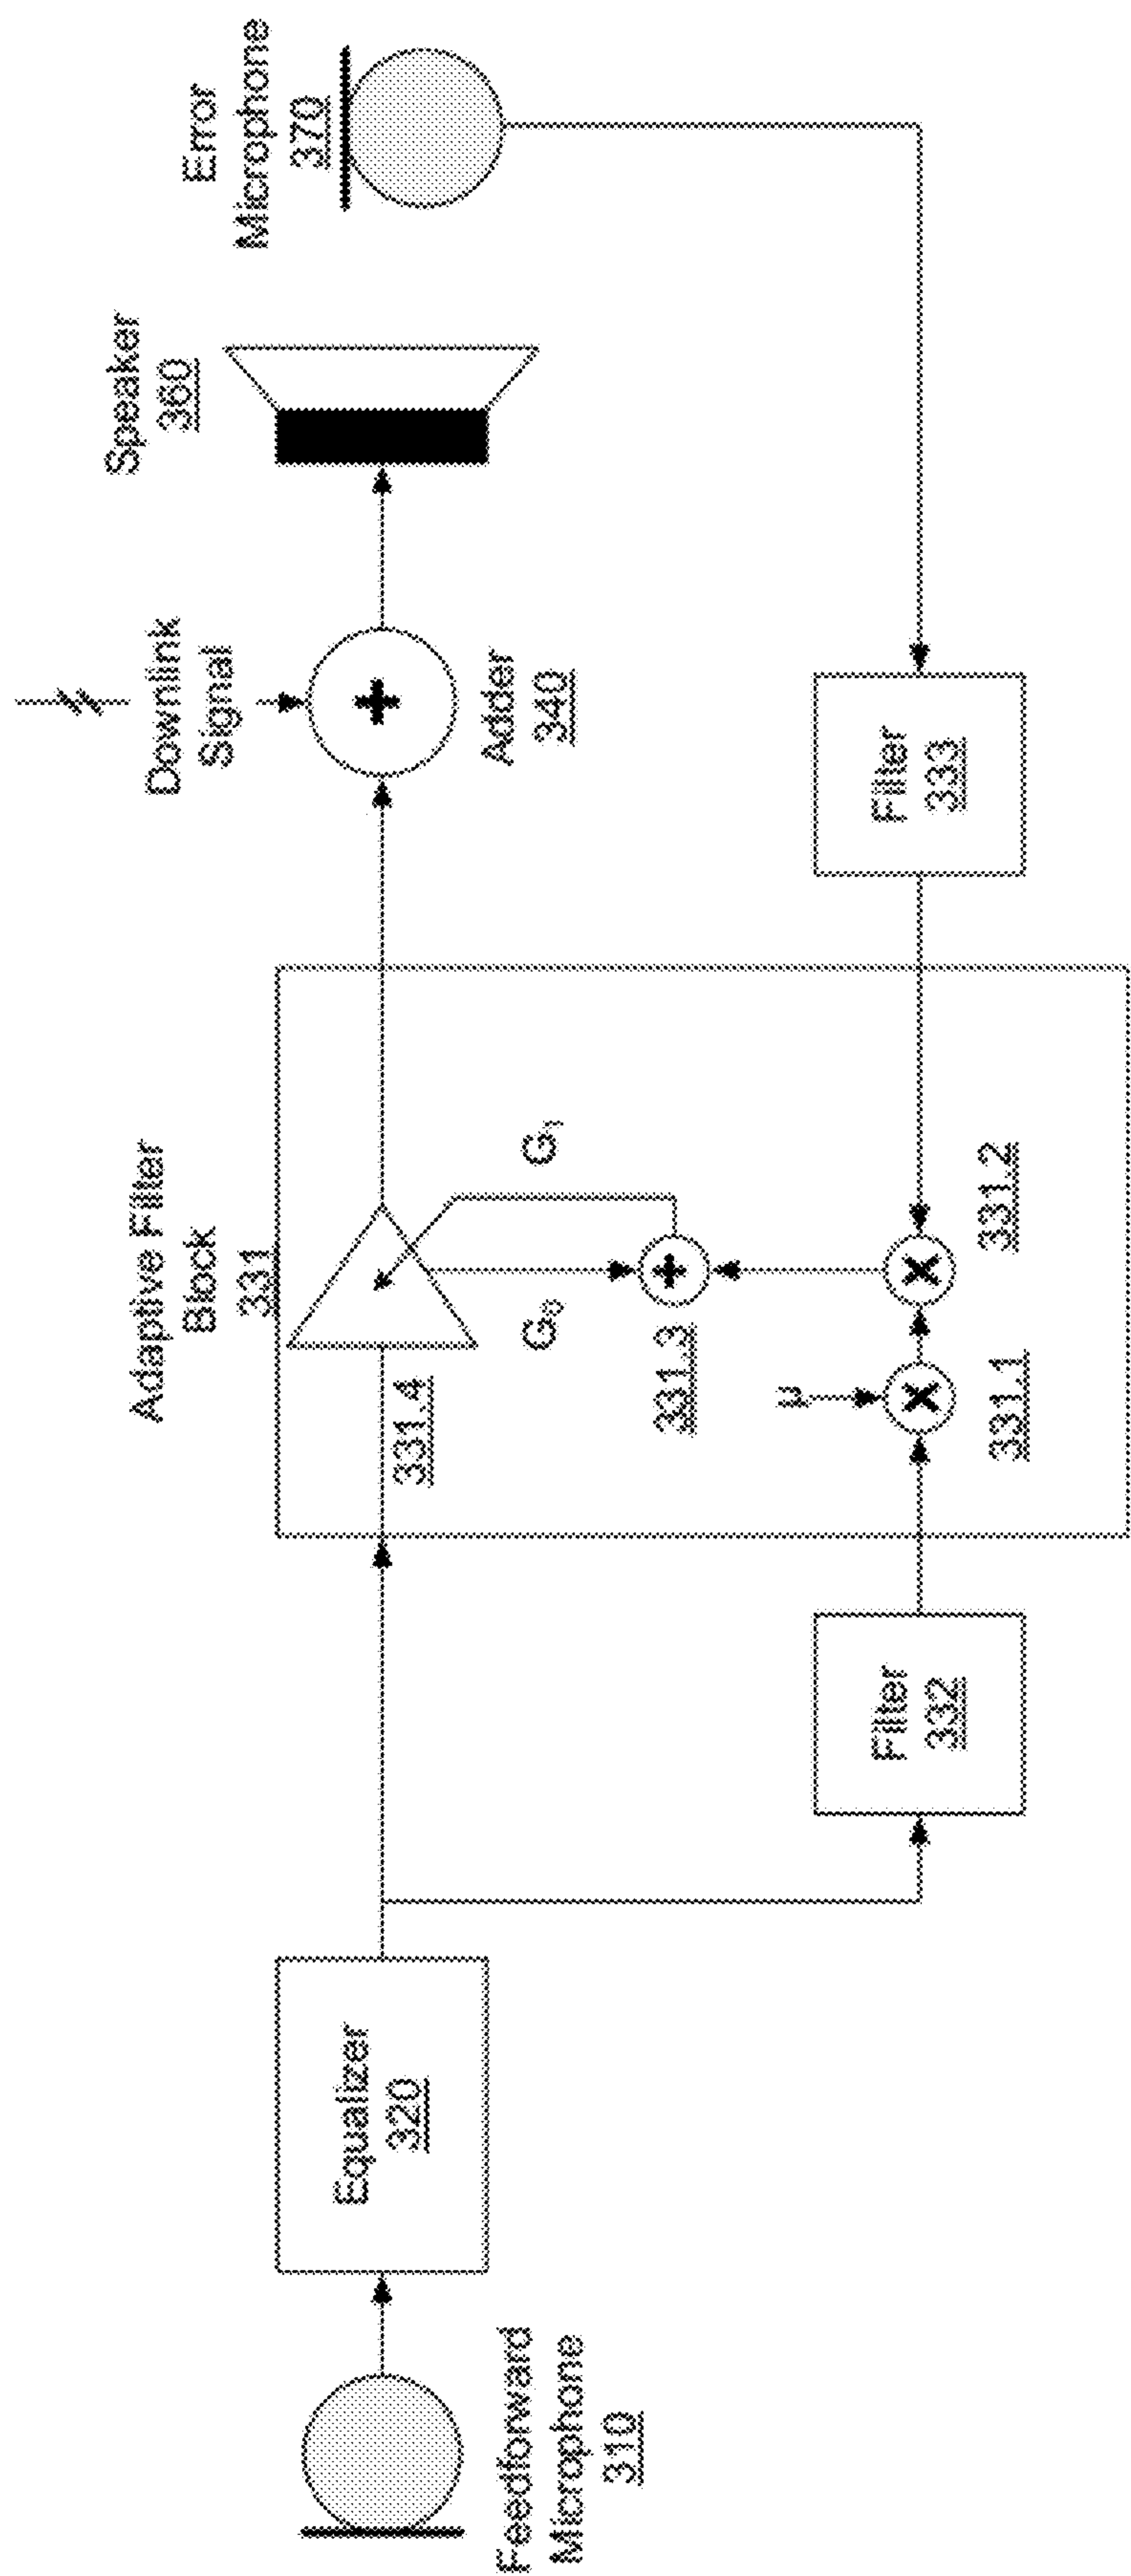 Feedforward
Microphone
310
Equalizer
320
Filter
332
Adaptive Filter
Block
331
331.4
G₀
G₁
331.3
μ
331.1
331.2
Filter
333
Downlink
Signal
Adder
340
Speaker
360
Error
Microphone
370
+
+
X
X